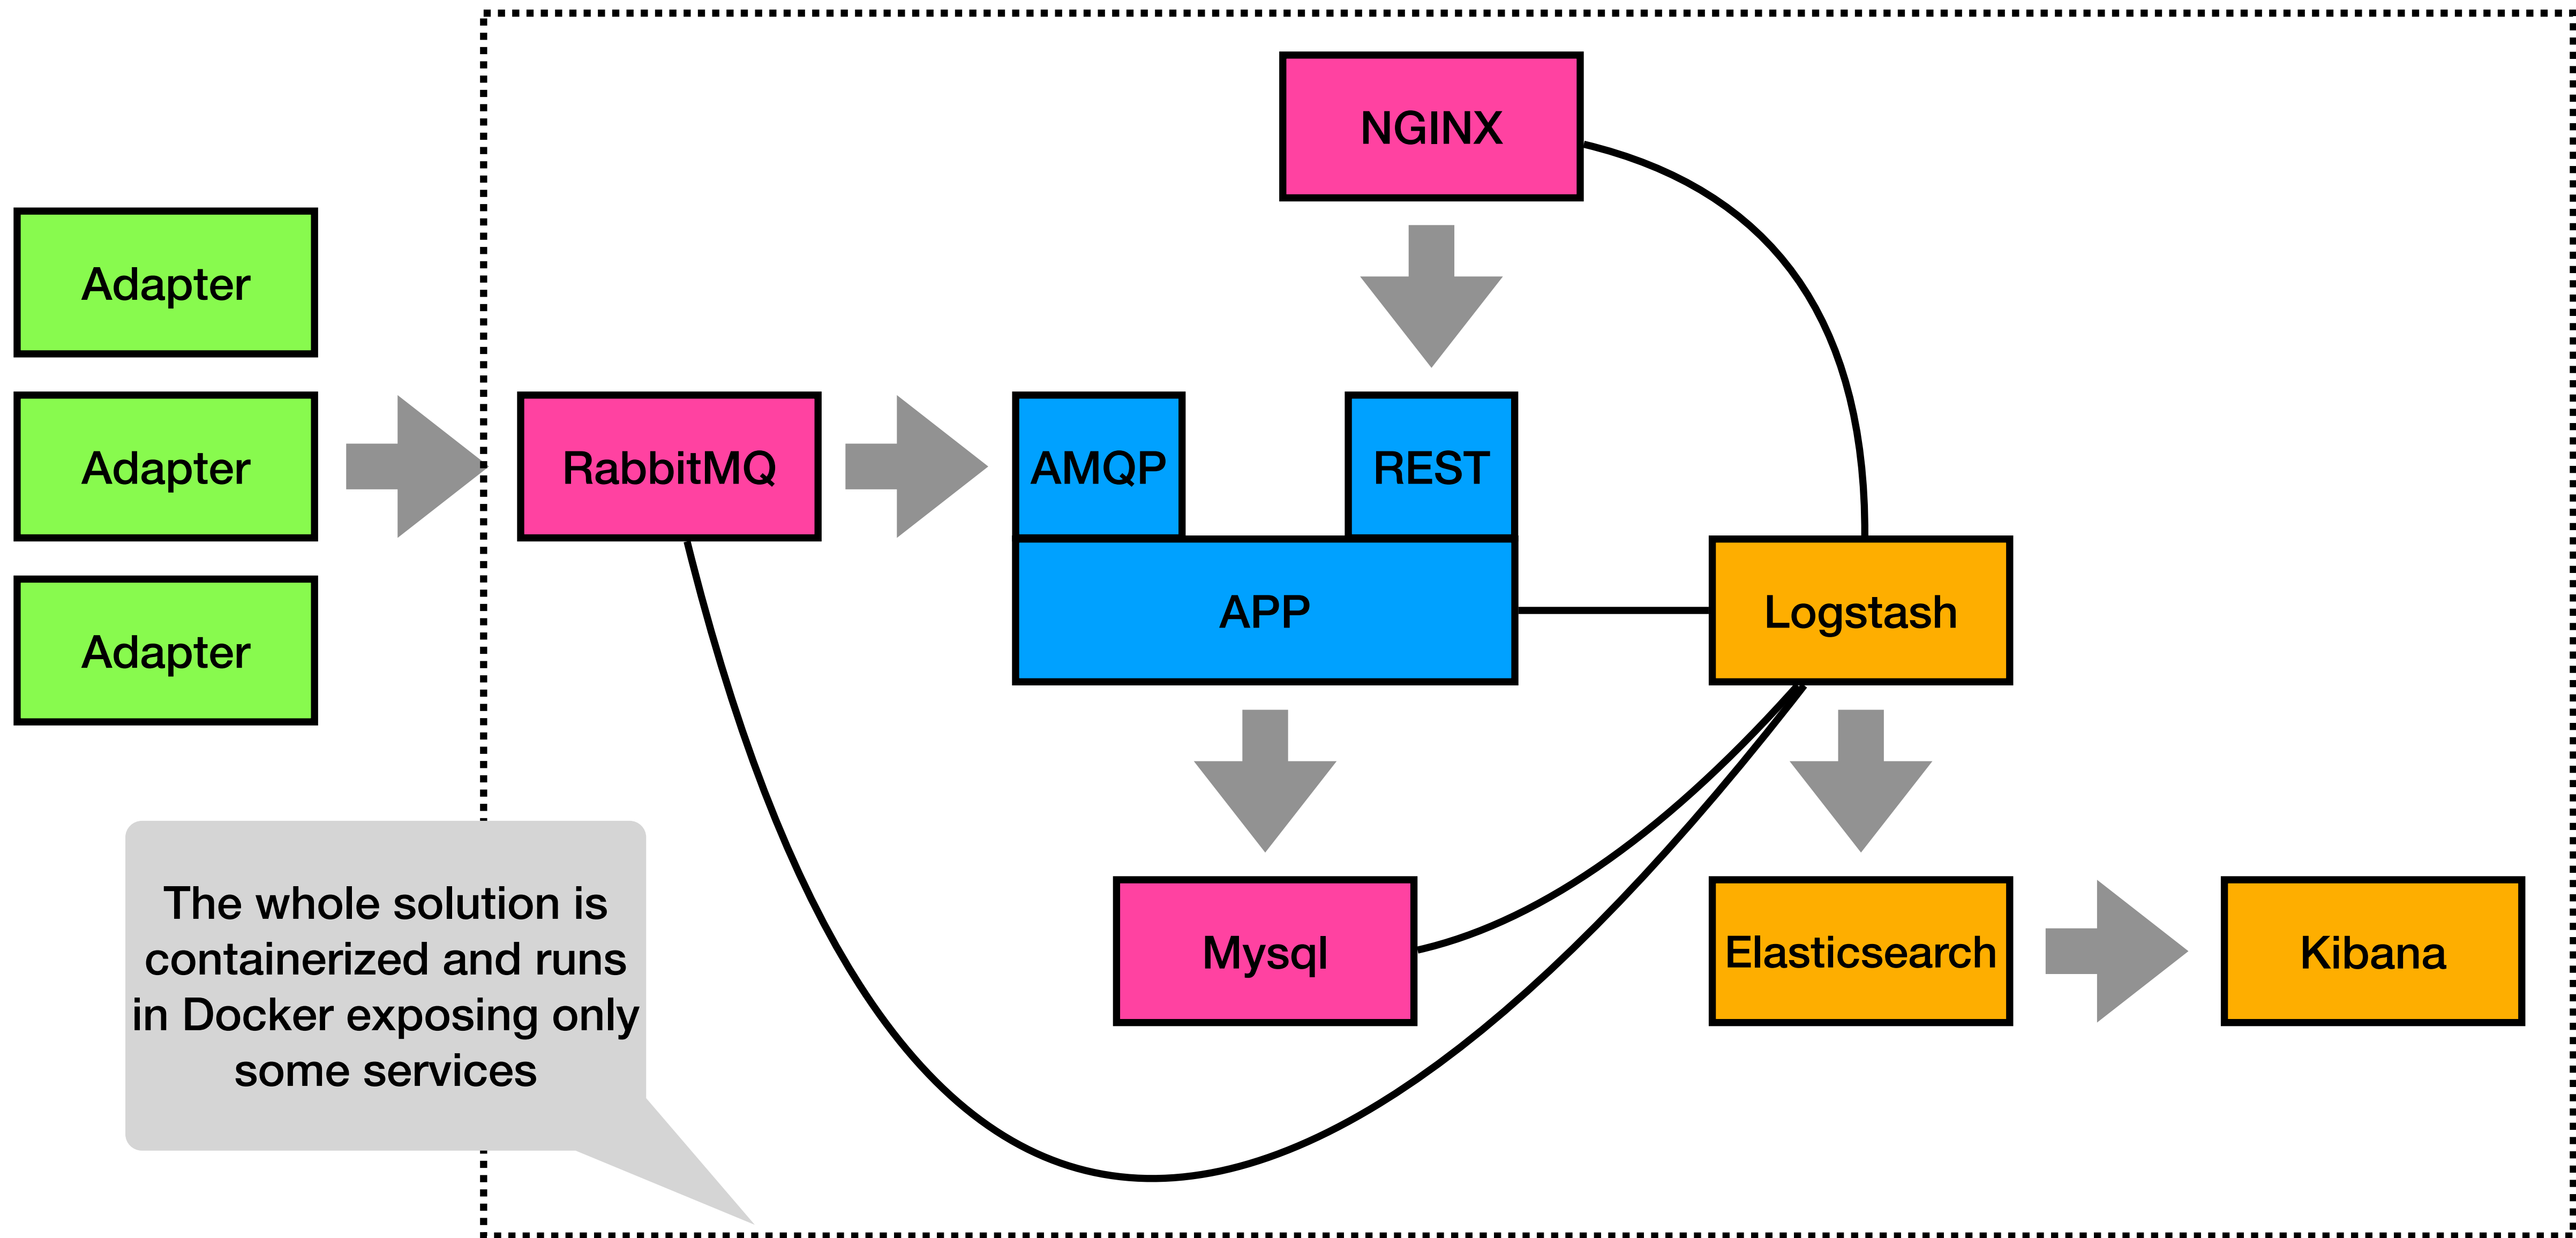 NGINX
Adapter
Adapter
RabbitMQ
AMQP
REST
Adapter
APP
Logstash
Mysql
Elasticsearch
Kibana
The whole solution is
containerized and runs
in Docker exposing only
some services